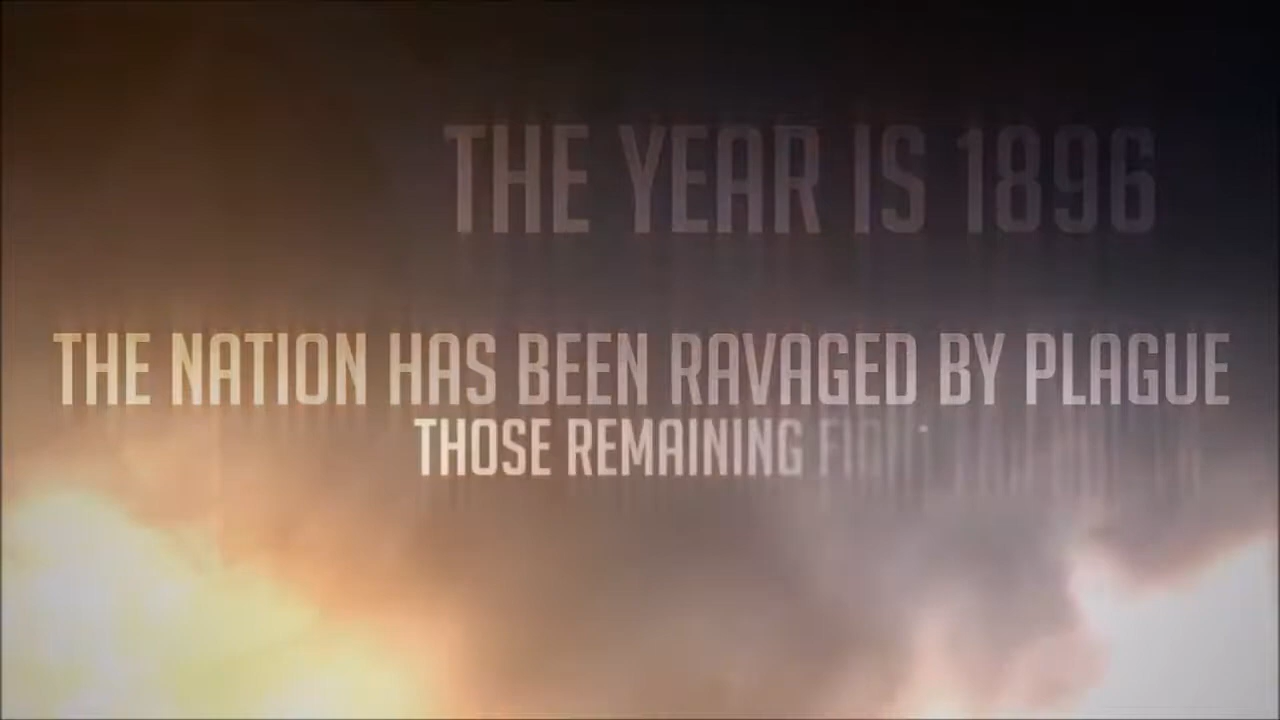 THE YEAR IS 1896
THE NATION HAS BEEN RAVAGED BY PLAGUE
THOSE REMAINING